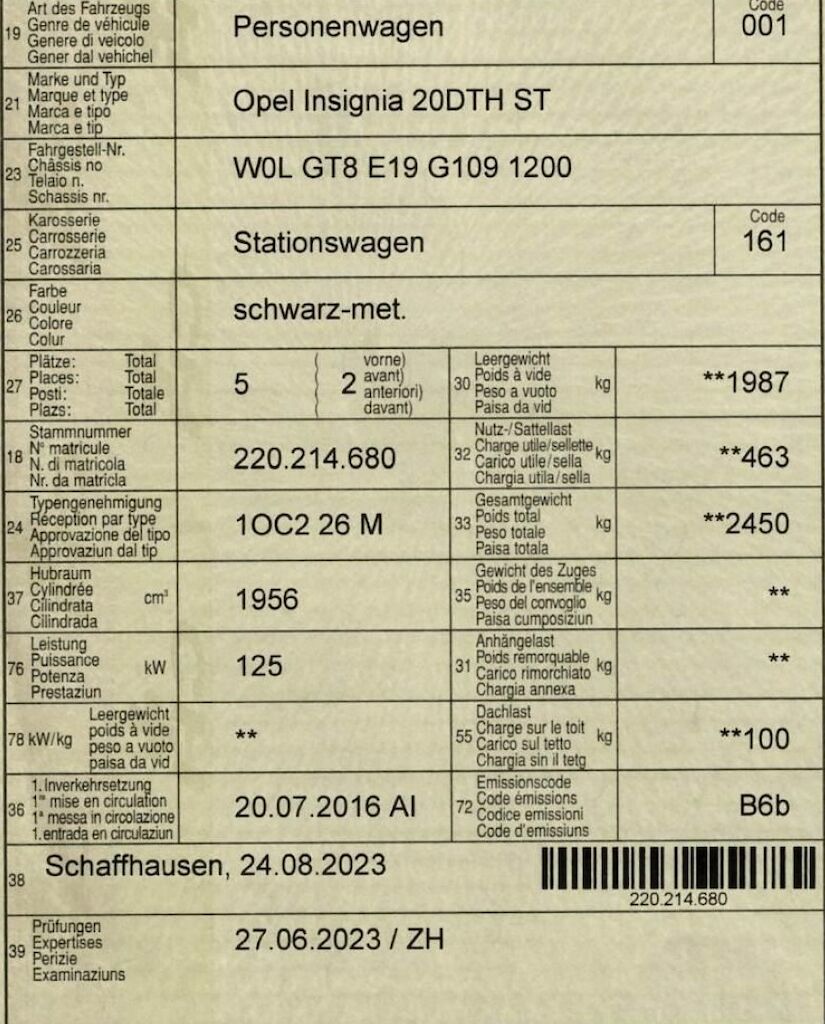 19 Art des Fahrzeugs
Genre de véhicule
Genere di veicolo
Gener dal vehichel
Personenwagen
Code
001
21 Marke und Typ
Marque et type
Marca e tipo
Marca e tip
Opel Insignia 20DTH ST
23 Fahrgestell-Nr.
Châssis no
Telaio n.
Schassis nr.
W0L GT8 E19 G109 1200
25 Karosserie
Carrosserie
Carrozzeria
Carossaria
Stationswagen
Code
161
26 Farbe
Couleur
Colore
Colur
schwarz-met.
27 Plätze: Total
Places: Total
Posti: Totale
Plazs: Total
5 ( 2 vorne)
( avant)
( anteriori)
( davant)
30 Leergewicht
Poids à vide
Peso a vuoto
Paisa da vid
kg
**1987
18 Stammnummer
N° matricule
N. di matricola
Nr. da matricla
220.214.680
32 Nutz-/Sattellast
Charge utile/sellette
Carico utile/sella
Chargia utila/sella
kg
**463
24 Typengenehmigung
Réception par type
Approvazione del tipo
Approvaziun dal tip
1OC2 26 M
33 Gesamtgewicht
Poids total
Peso totale
Paisa totala
kg
**2450
37 Hubraum
Cylindrée
Cilindrata
Cilindrada
cm³
1956
35 Gewicht des Zuges
Poids de l'ensemble
Peso del convoglio
Paisa cumposiziun
kg
**
76 Leistung
Puissance
Potenza
Prestaziun
kW
125
31 Anhängelast
Poids remorquable
Carico rimorchiato
Chargia annexa
kg
**
78 kW/kg
Leergewicht
poids à vide
peso a vuoto
paisa da vid
**
55 Dachlast
Charge sur le toit
Carico sul tetto
Chargia sin il tetg
kg
**100
36 1. Inverkehrsetzung
1re mise en circulation
1a messa in circolazione
1. entrada en circulaziun
20.07.2016 AI
72 Emissionscode
Code émissions
Codice emissioni
Code d'emissiuns
B6b
38 Schaffhausen, 24.08.2023
220.214.680
39 Prüfungen
Expertises
Perizie
Examinaziuns
27.06.2023 / ZH